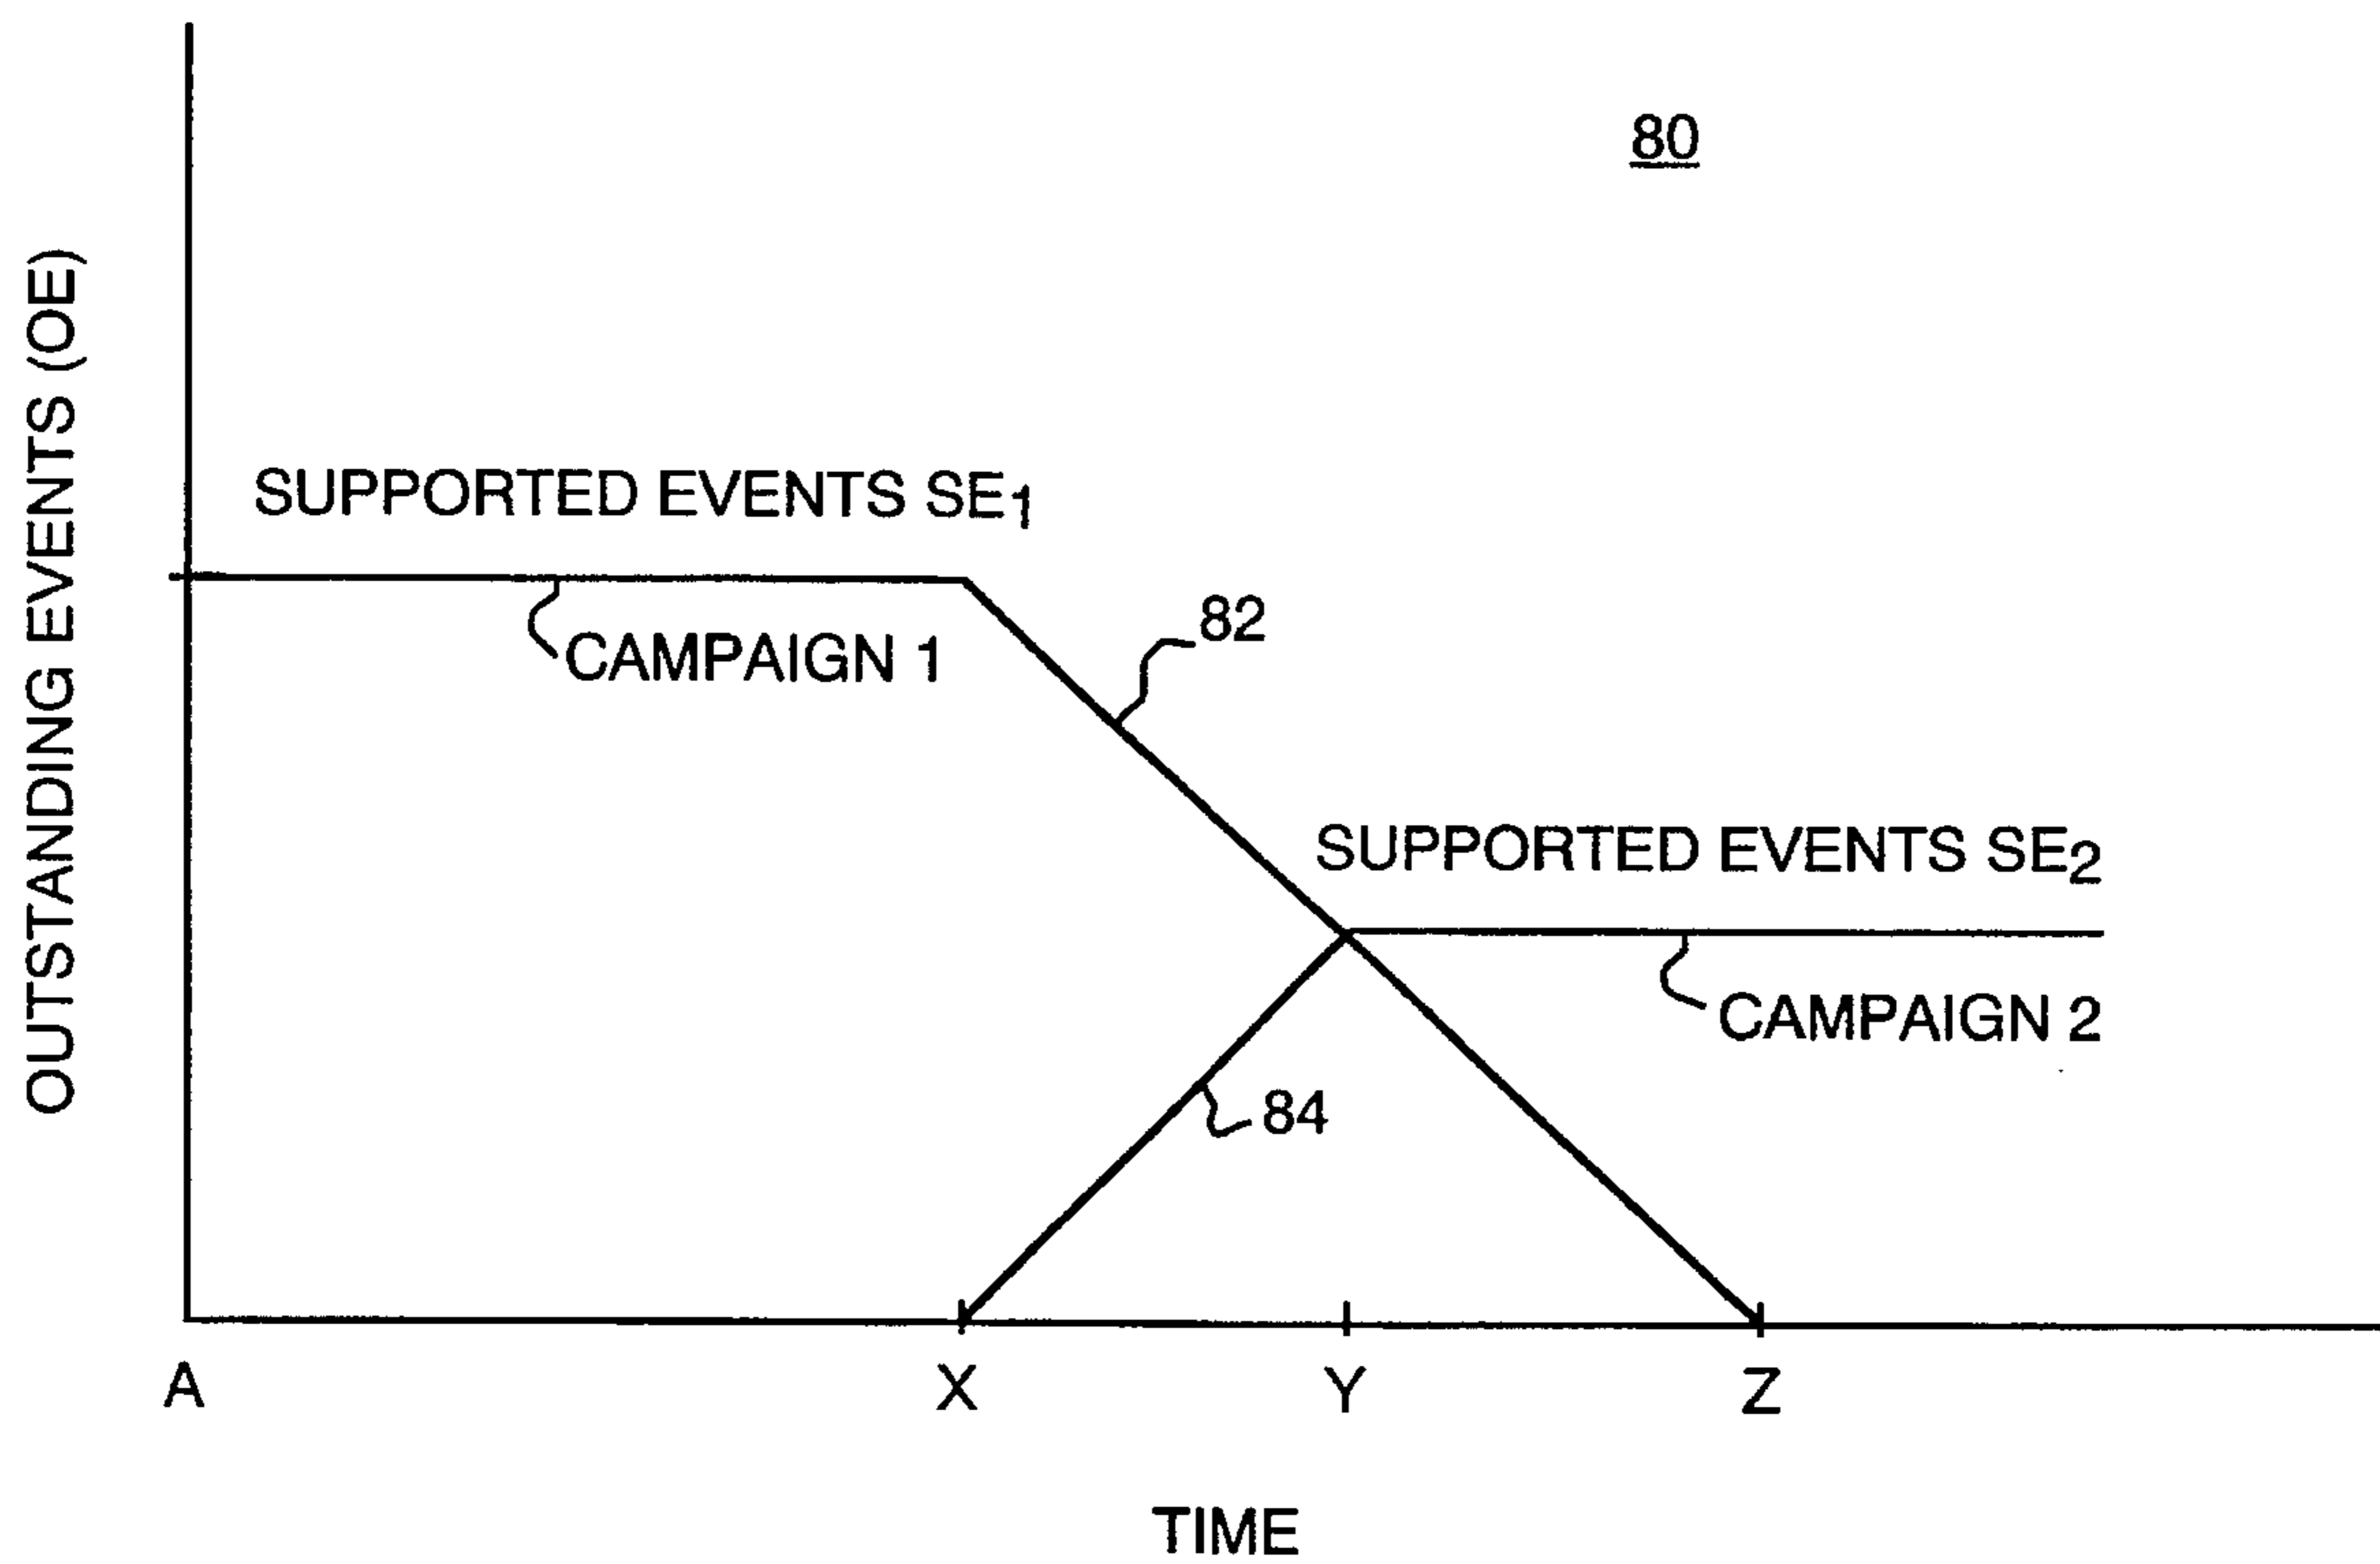 80
OUTSTANDING EVENTS (OE)
SUPPORTED EVENTS SE1
CAMPAIGN 1
82
SUPPORTED EVENTS SE2
CAMPAIGN 2
84
A
X
Y
Z
TIME